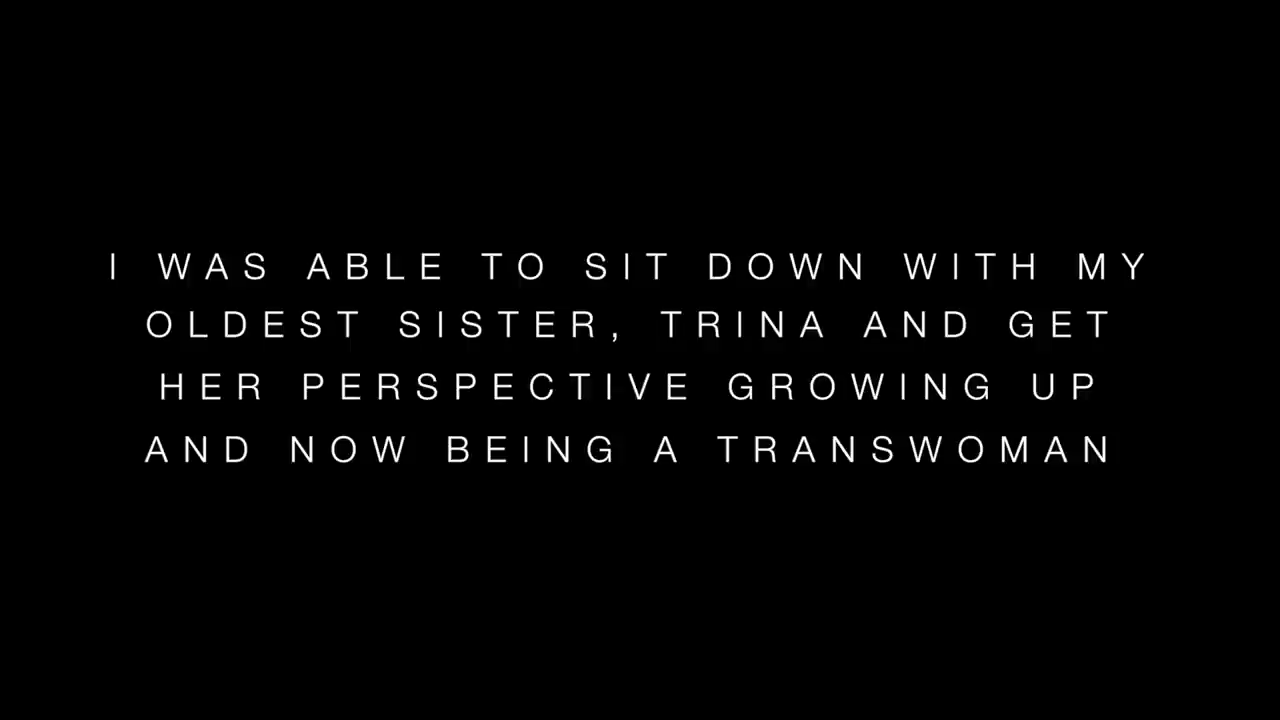 I WAS ABLE TO SIT DOWN WITH MY
OLDEST SISTER, TRINA AND GET
HER PERSPECTIVE GROWING UP
AND NOW BEING A TRANSWOMAN